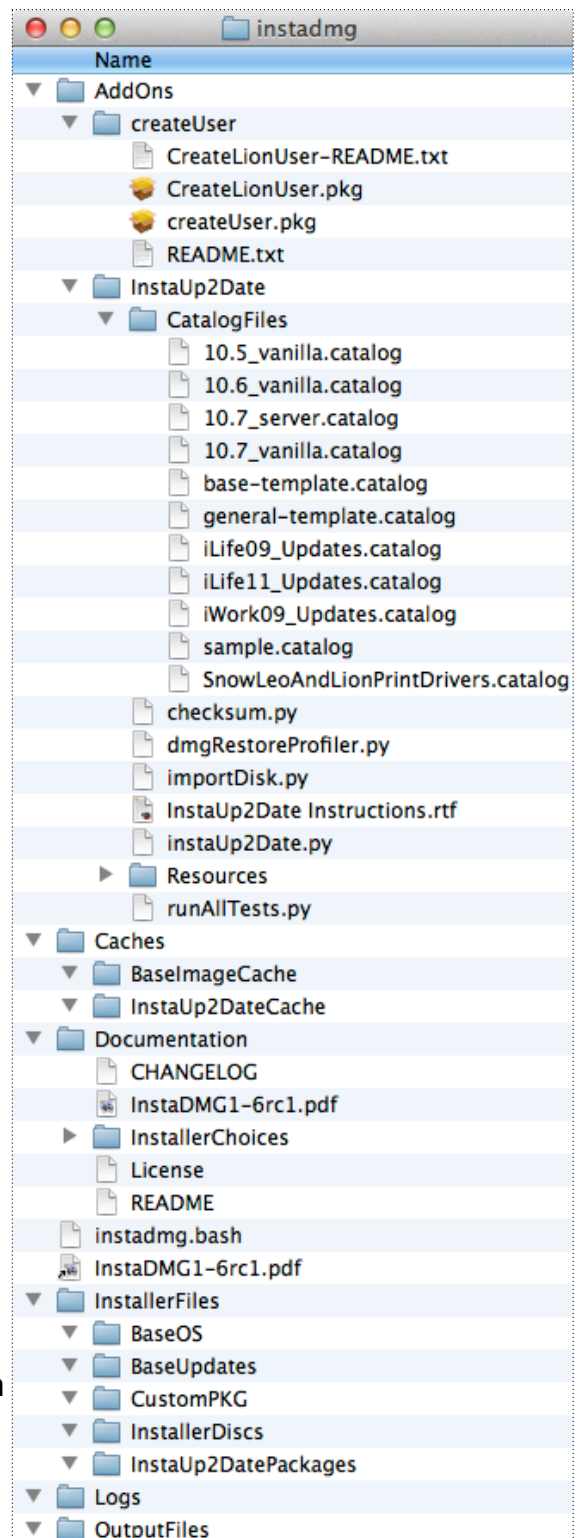 instadmg
Name
AddOns
createUser
CreateLionUser-README.txt
CreateLionUser.pkg
createUser.pkg
README.txt
InstaUp2Date
CatalogFiles
10.5_vanilla.catalog
10.6_vanilla.catalog
10.7_server.catalog
10.7_vanilla.catalog
base-template.catalog
general-template.catalog
iLife09_Updates.catalog
iLife11_Updates.catalog
iWork09_Updates.catalog
sample.catalog
SnowLeoAndLionPrintDrivers.catalog
checksum.py
dmgRestoreProfiler.py
importDisk.py
InstaUp2Date Instructions.rtf
instaUp2Date.py
Resources
runAllTests.py
Caches
BaseImageCache
InstaUp2DateCache
Documentation
CHANGELOG
InstaDMG1-6rc1.pdf
InstallerChoices
License
README
instadmg.bash
InstaDMG1-6rc1.pdf
InstallerFiles
BaseOS
BaseUpdates
CustomPKG
InstallerDiscs
InstaUp2DatePackages
Logs
OutputFiles